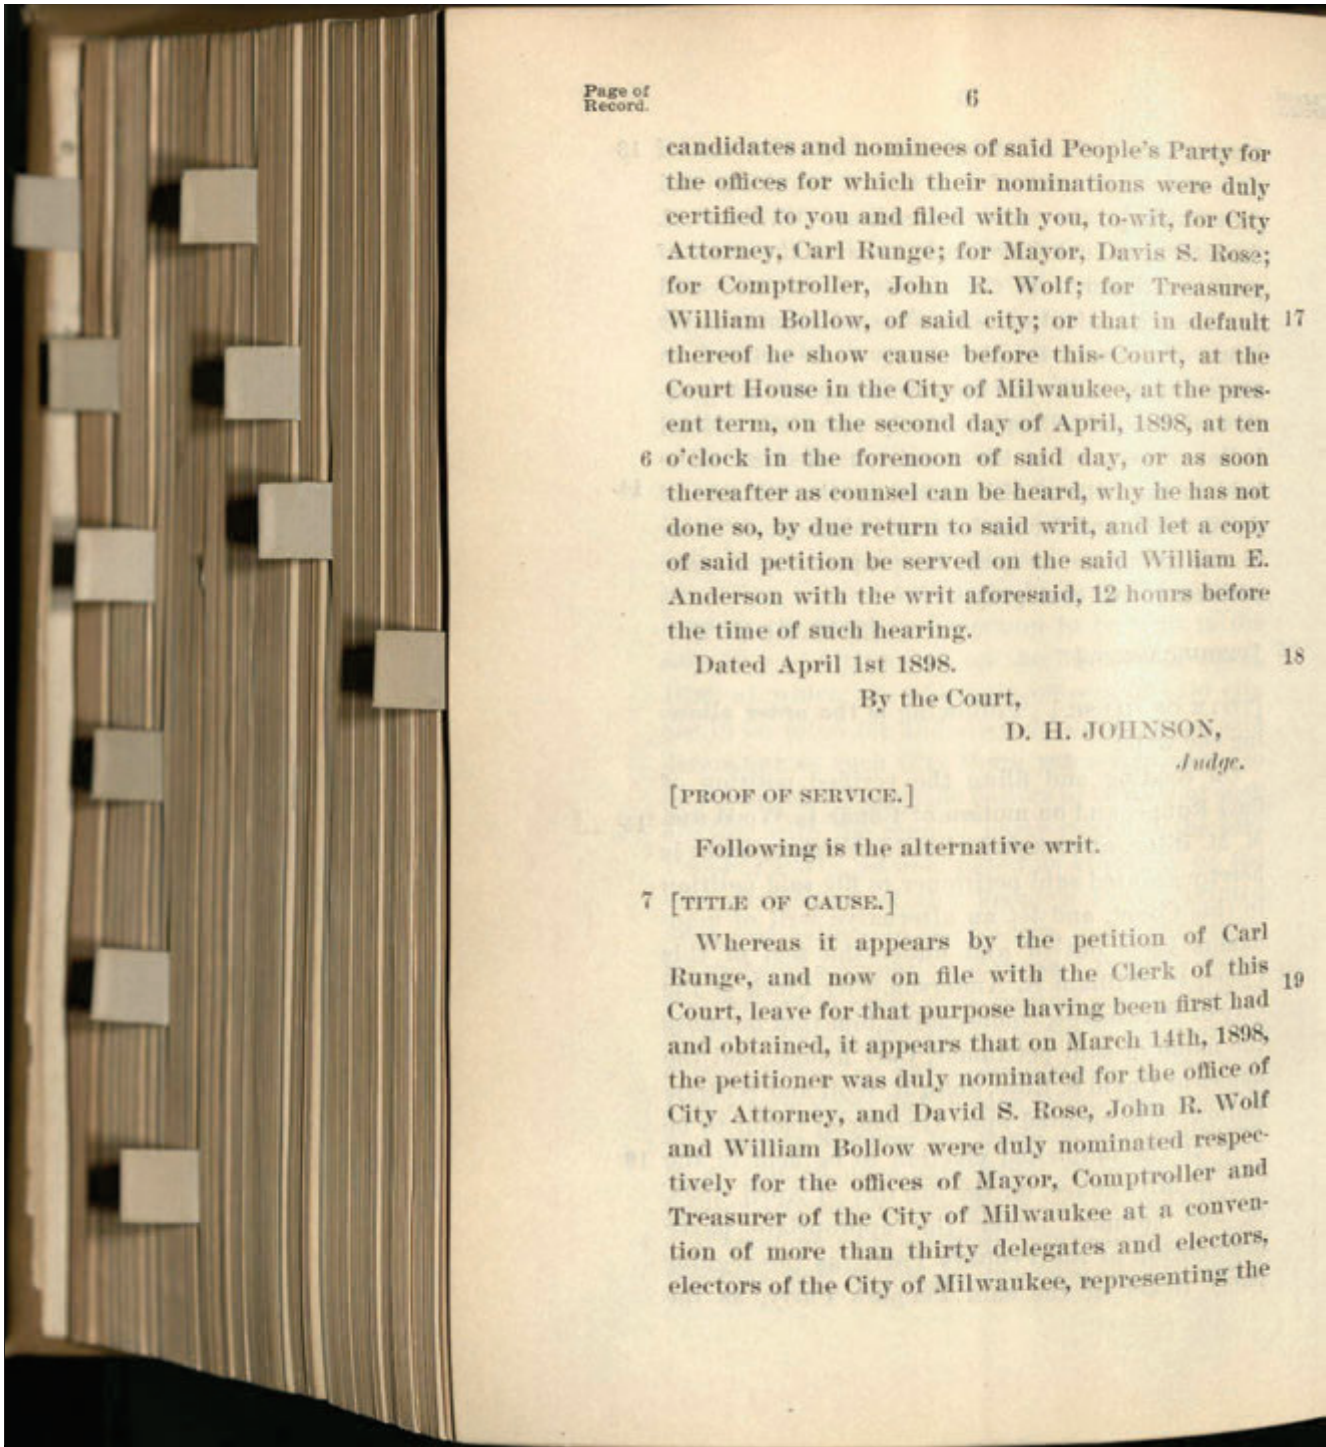 Page of
Record.
6
candidates and nominees of said People's Party for
the offices for which their nominations were duly
certified to you and filed with you, to-wit, for City
Attorney, Carl Runge; for Mayor, Davis S. Rose;
for Comptroller, John R. Wolf; for Treasurer,
William Bollow, of said city; or that in default 17
thereof he show cause before this Court, at the
Court House in the City of Milwaukee, at the pres-
ent term, on the second day of April, 1898, at ten
6 o'clock in the forenoon of said day, or as soon
thereafter as counsel can be heard, why he has not
done so, by due return to said writ, and let a copy
of said petition be served on the said William E.
Anderson with the writ aforesaid, 12 hours before
the time of such hearing.
Dated April 1st 1898. 18
By the Court,
D. H. JOHNSON,
Judge.
[PROOF OF SERVICE.]
Following is the alternative writ.
7 [TITLE OF CAUSE.]
Whereas it appears by the petition of Carl
Runge, and now on file with the Clerk of this 19
Court, leave for that purpose having been first had
and obtained, it appears that on March 14th, 1898,
the petitioner was duly nominated for the office of
City Attorney, and David S. Rose, John R. Wolf
and William Bollow were duly nominated respec-
tively for the offices of Mayor, Comptroller and
Treasurer of the City of Milwaukee at a conven-
tion of more than thirty delegates and electors,
electors of the City of Milwaukee, representing the